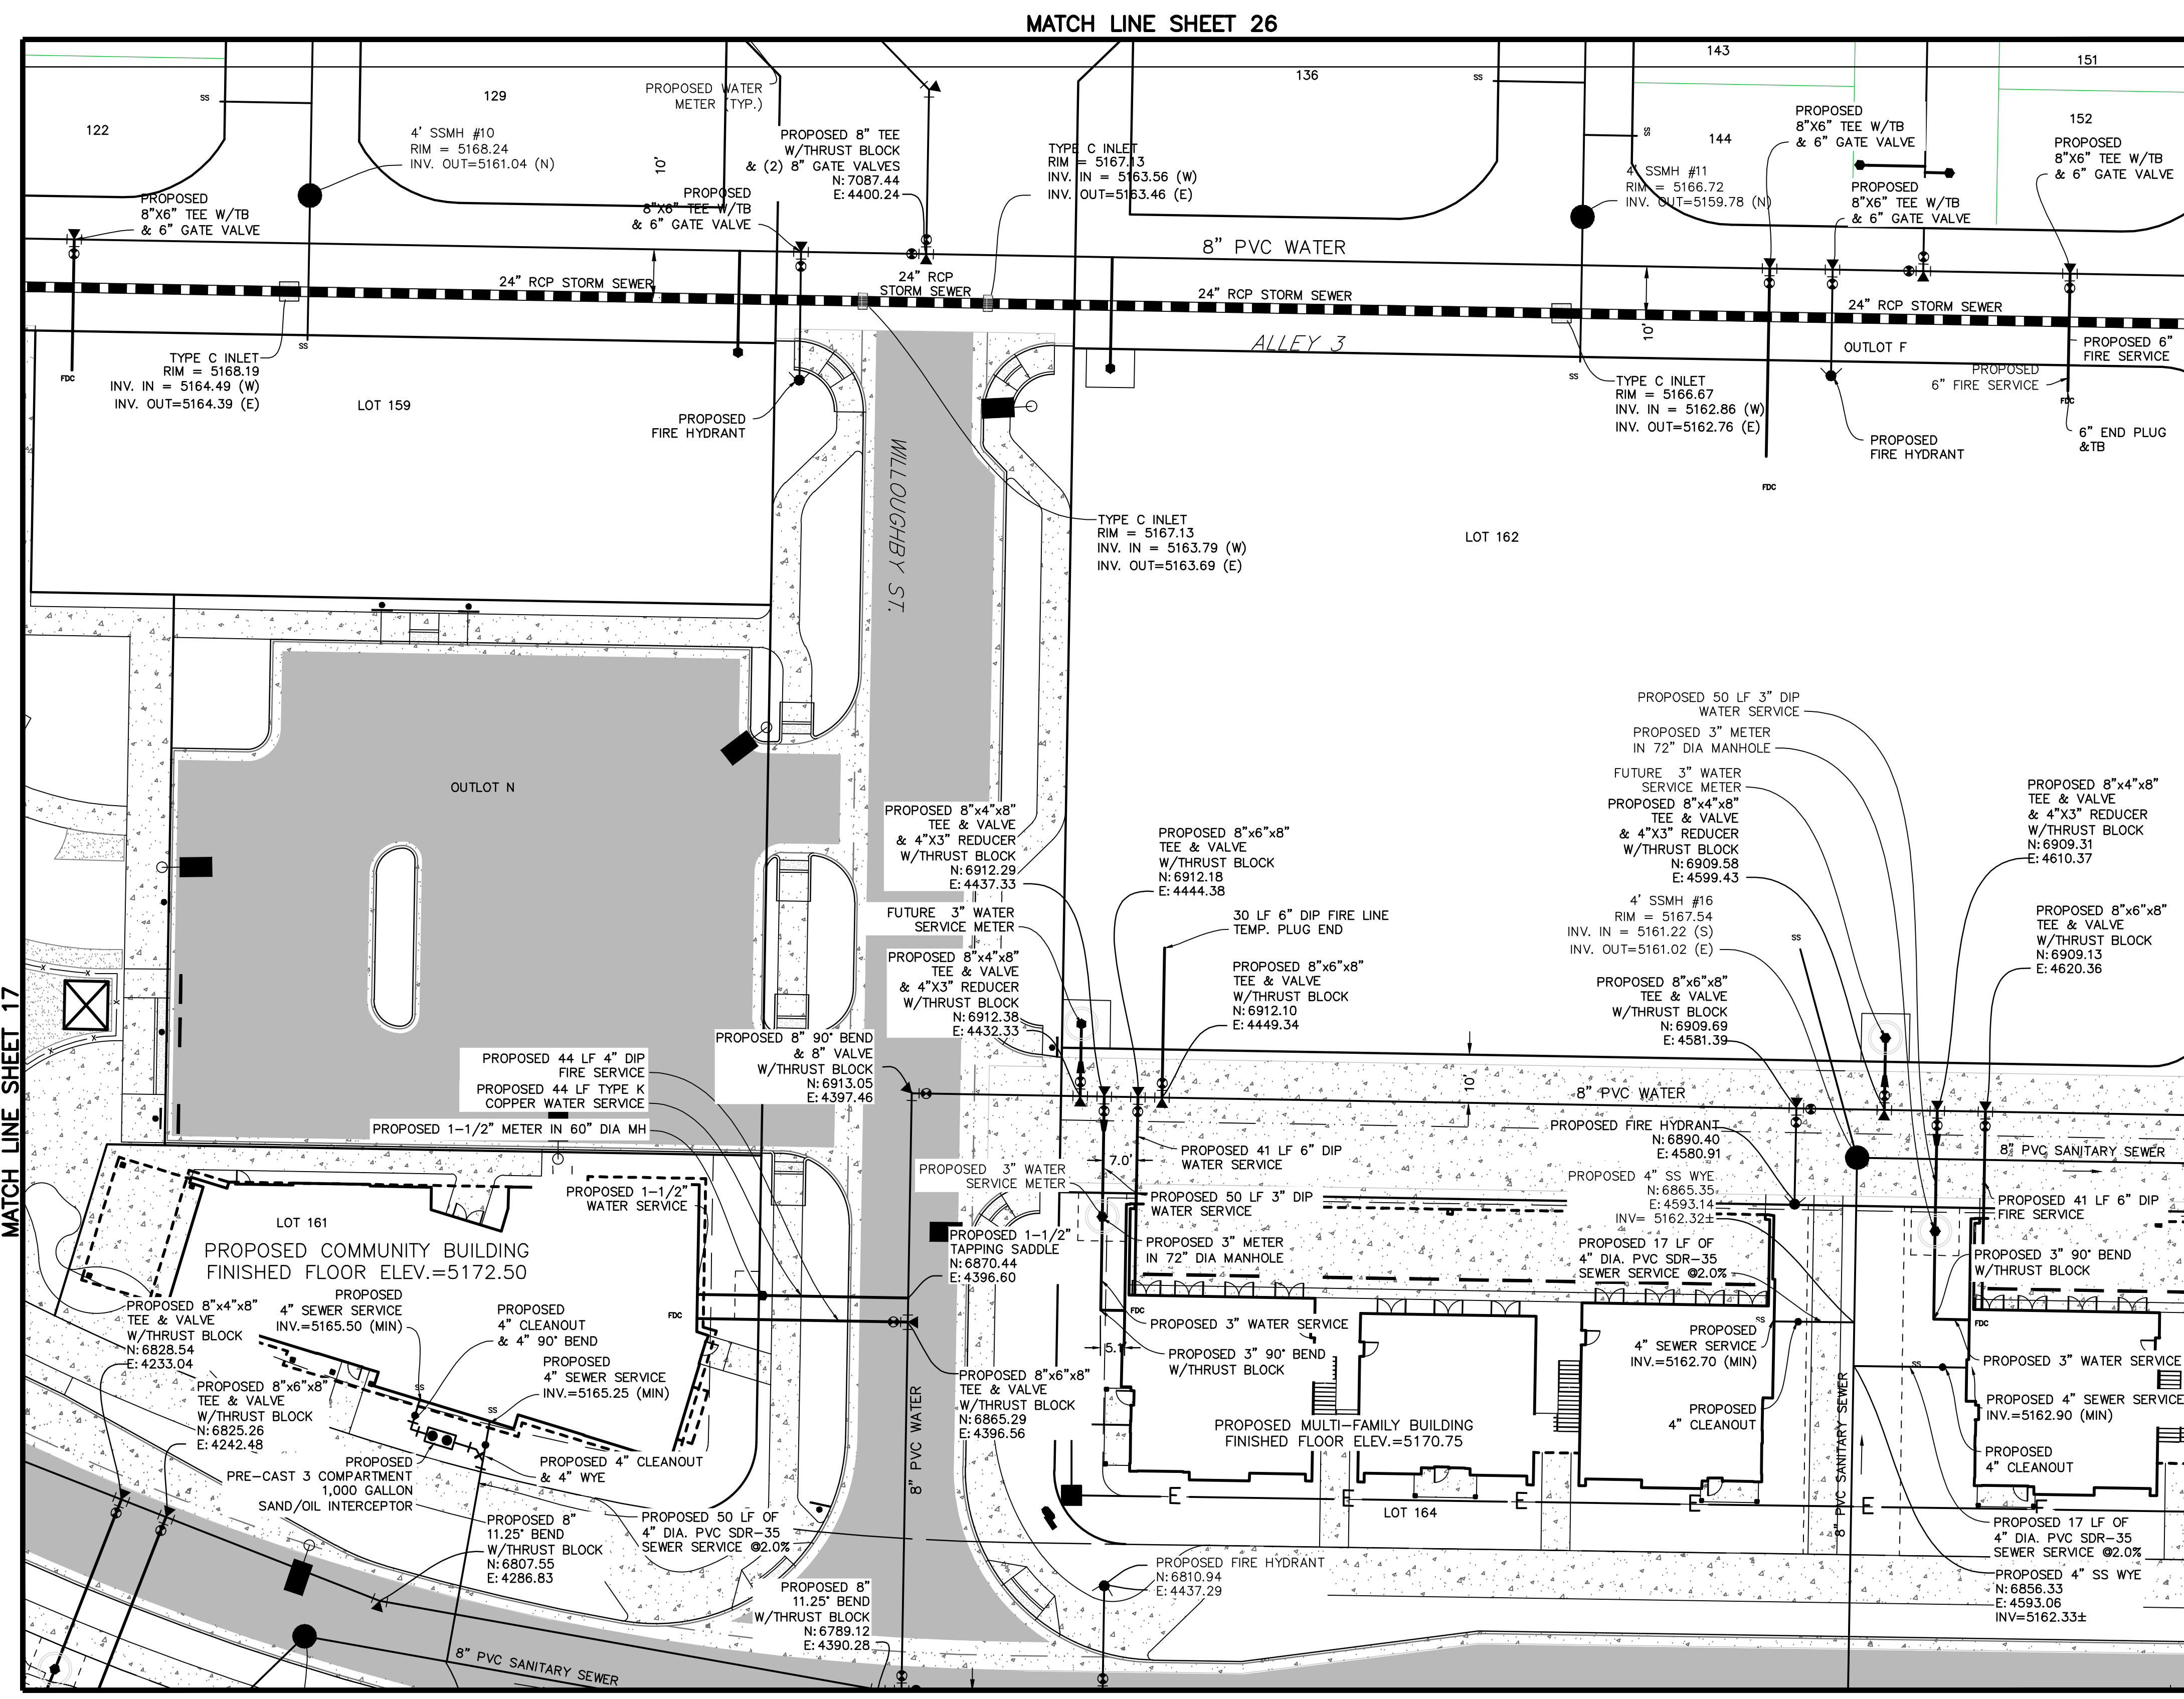 MATCH LINE SHEET 26
MATCH LINE SHEET 17
122
SS
129
4' SSMH #10
RIM = 5168.24
INV. OUT=5161.04 (N)
PROPOSED WATER
METER (TYP.)
10'
PROPOSED 8" TEE
W/THRUST BLOCK
& (2) 8" GATE VALVES
N:7087.44
E:4400.24
TYPE C INLET
RIM = 5167.13
INV. IN = 5163.56 (W)
INV. OUT=5163.46 (E)
136
SS
143
144
SS
4' SSMH #11
RIM = 5166.72
INV. OUT=5159.78 (N)
PROPOSED
8"X6" TEE W/TB
& 6" GATE VALVE
PROPOSED
8"X6" TEE W/TB
& 6" GATE VALVE
151
152
PROPOSED
8"X6" TEE W/TB
& 6" GATE VALVE
PROPOSED
8"X6" TEE W/TB
& 6" GATE VALVE
PROPOSED
8"X6" TEE W/TB
& 6" GATE VALVE
8" PVC WATER
24" RCP STORM SEWER
24" RCP
STORM SEWER
24" RCP STORM SEWER
24" RCP STORM SEWER
10'
ALLEY 3
OUTLOT F
PROPOSED 6"
FIRE SERVICE
PROPOSED
6" FIRE SERVICE
FDC
6" END PLUG
&TB
SS
FDC
TYPE C INLET
RIM = 5168.19
INV. IN = 5164.49 (W)
INV. OUT=5164.39 (E)
LOT 159
PROPOSED
FIRE HYDRANT
SS
TYPE C INLET
RIM = 5166.67
INV. IN = 5162.86 (W)
INV. OUT=5162.76 (E)
PROPOSED
FIRE HYDRANT
FDC
WILLOUGHBY ST.
TYPE C INLET
RIM = 5167.13
INV. IN = 5163.79 (W)
INV. OUT=5163.69 (E)
LOT 162
OUTLOT N
X
X
X
X
X
PROPOSED 8"x4"x8"
TEE & VALVE
& 4"X3" REDUCER
W/THRUST BLOCK
N:6912.29
E:4437.33
FUTURE 3" WATER
SERVICE METER
PROPOSED 8"x4"x8"
TEE & VALVE
& 4"X3" REDUCER
W/THRUST BLOCK
N:6912.38
E:4432.33
PROPOSED 8"x6"x8"
TEE & VALVE
W/THRUST BLOCK
N:6912.18
E:4444.38
30 LF 6" DIP FIRE LINE
TEMP. PLUG END
PROPOSED 8"x6"x8"
TEE & VALVE
W/THRUST BLOCK
N:6912.10
E:4449.34
PROPOSED 50 LF 3" DIP
WATER SERVICE
PROPOSED 3" METER
IN 72" DIA MANHOLE
FUTURE 3" WATER
SERVICE METER
PROPOSED 8"x4"x8"
TEE & VALVE
& 4"X3" REDUCER
W/THRUST BLOCK
N:6909.58
E:4599.43
4' SSMH #16
RIM = 5167.54
INV. IN = 5161.22 (S)
INV. OUT=5161.02 (E)
SS
PROPOSED 8"x6"x8"
TEE & VALVE
W/THRUST BLOCK
N:6909.69
E:4581.39
PROPOSED 8"x4"x8"
TEE & VALVE
& 4"X3" REDUCER
W/THRUST BLOCK
N:6909.31
E:4610.37
PROPOSED 8"x6"x8"
TEE & VALVE
W/THRUST BLOCK
N:6909.13
E:4620.36
PROPOSED 8" 90° BEND
& 8" VALVE
W/THRUST BLOCK
N:6913.05
E:4397.46
PROPOSED 44 LF 4" DIP
FIRE SERVICE
PROPOSED 44 LF TYPE K
COPPER WATER SERVICE
PROPOSED 1-1/2" METER IN 60" DIA MH
10'
8" PVC WATER
PROPOSED FIRE HYDRANT
N:6890.40
E:4580.91
8" PVC SANITARY SEWER
PROPOSED 4" SS WYE
N:6865.35
E:4593.14
INV= 5162.32±
PROPOSED 17 LF OF
4" DIA. PVC SDR-35
SEWER SERVICE @2.0%
PROPOSED 41 LF 6" DIP
FIRE SERVICE
PROPOSED 3" 90° BEND
W/THRUST BLOCK
PROPOSED 3" WATER
SERVICE METER
7.0'
PROPOSED 41 LF 6" DIP
WATER SERVICE
PROPOSED 50 LF 3" DIP
WATER SERVICE
PROPOSED 3" METER
IN 72" DIA MANHOLE
PROPOSED 1-1/2"
TAPPING SADDLE
N:6870.44
E:4396.60
PROPOSED 1-1/2"
WATER SERVICE
LOT 161
PROPOSED COMMUNITY BUILDING
FINISHED FLOOR ELEV.=5172.50
FDC
FDC
PROPOSED 3" WATER SERVICE
PROPOSED 3" 90° BEND
W/THRUST BLOCK
5.1'
SS
PROPOSED
4" SEWER SERVICE
INV.=5162.70 (MIN)
SS
PROPOSED 3" WATER SERVICE
PROPOSED 4" SEWER SERVICE
INV.=5162.90 (MIN)
PROPOSED
4" SEWER SERVICE
INV.=5165.50 (MIN)
PROPOSED
4" CLEANOUT
& 4" 90° BEND
PROPOSED
4" SEWER SERVICE
INV.=5165.25 (MIN)
SS
SS
PROPOSED 8"x4"x8"
TEE & VALVE
W/THRUST BLOCK
N:6828.54
E:4233.04
PROPOSED 8"x6"x8"
TEE & VALVE
W/THRUST BLOCK
N:6825.26
E:4242.48
PROPOSED
PRE-CAST 3 COMPARTMENT
1,000 GALLON
SAND/OIL INTERCEPTOR
PROPOSED 4" CLEANOUT
& 4" WYE
PROPOSED 8"x6"x8"
TEE & VALVE
W/THRUST BLOCK
N:6865.29
E:4396.56
8" PVC WATER
PROPOSED MULTI-FAMILY BUILDING
FINISHED FLOOR ELEV.=5170.75
PROPOSED
4" CLEANOUT
PROPOSED
4" CLEANOUT
8" PVC SANITARY SEWER
E
E
E
E
E
E
LOT 164
PROPOSED 8"
11.25° BEND
W/THRUST BLOCK
N:6807.55
E:4286.83
PROPOSED 50 LF OF
4" DIA. PVC SDR-35
SEWER SERVICE @2.0%
PROPOSED 8"
11.25° BEND
W/THRUST BLOCK
N:6789.12
E:4390.28
PROPOSED FIRE HYDRANT
N:6810.94
E:4437.29
PROPOSED 17 LF OF
4" DIA. PVC SDR-35
SEWER SERVICE @2.0%
PROPOSED 4" SS WYE
N:6856.33
E:4593.06
INV=5162.33±
8" PVC SANITARY SEWER